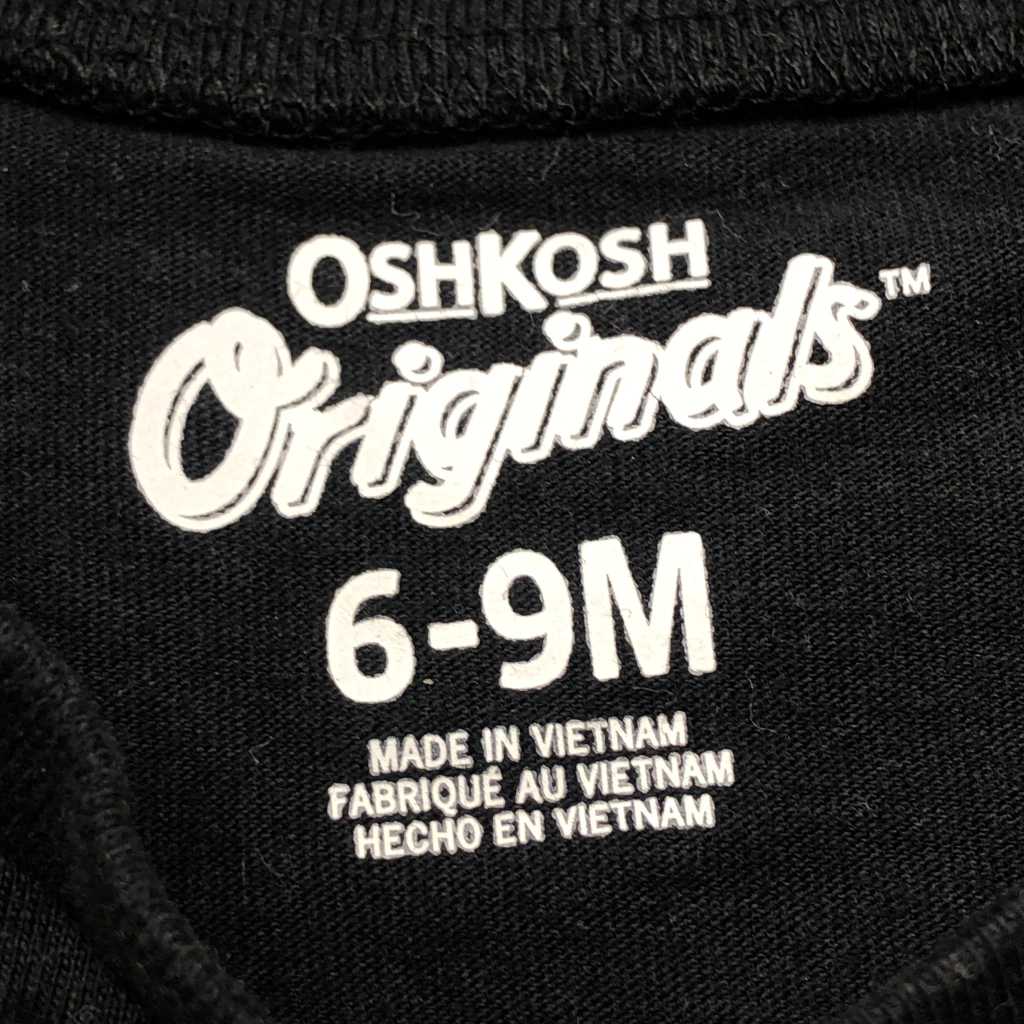 OSHKOSH
Originals™
6-9M
MADE IN VIETNAM
FABRIQUÉ AU VIETNAM
HECHO EN VIETNAM